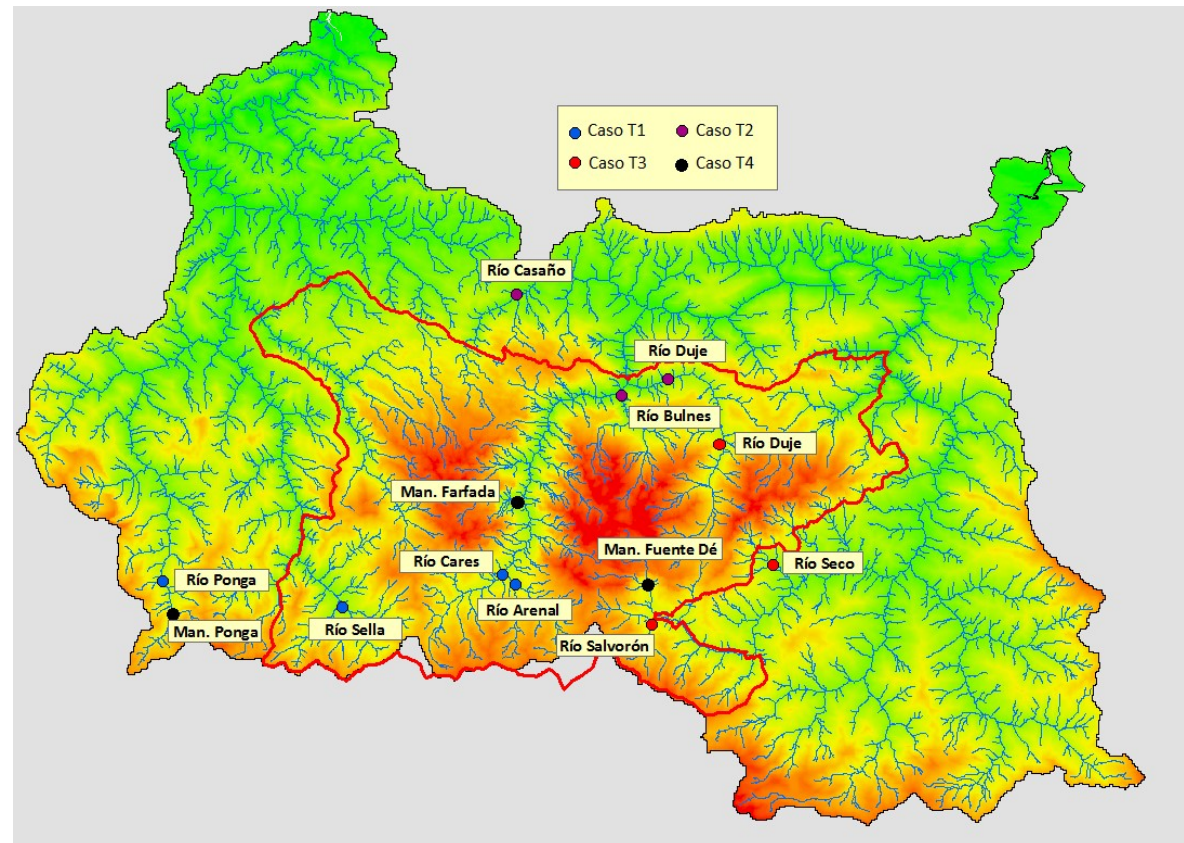 Caso T1
Caso T2
Caso T3
Caso T4
Río Casaño
Río Duje
Río Bulnes
Río Duje
Man. Farfada
Man. Fuente Dé
Río Cares
Río Seco
Río Ponga
Río Arenal
Man. Ponga
Río Sella
Río Salvorón